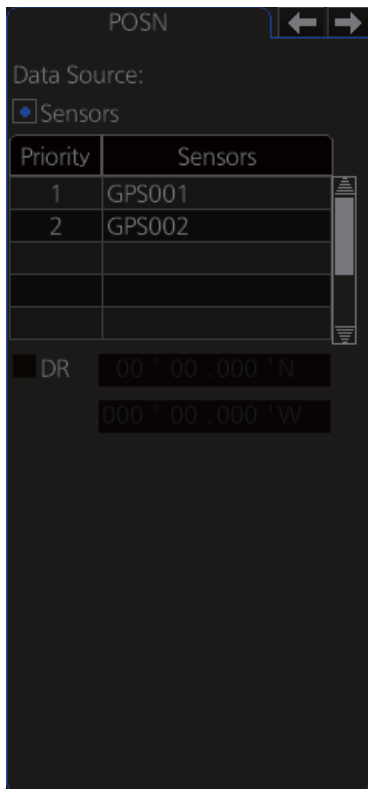 POSN
Data Source:
Sensors
Priority Sensors
1 GPS001
2 GPS002
DR 00 ° 00 .000 'N
000 ° 00 .000 'W